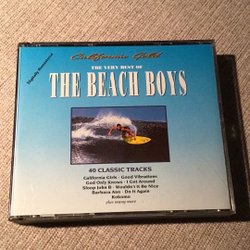 California Gold
Digitally Remastered
THE VERY BEST OF
THE BEACH BOYS
40 CLASSIC TRACKS
California Girls · Good Vibrations
God Only Knows · I Get Around
Sloop John B · Wouldn't It Be Nice
Barbara Ann · Do It Again
Kokomo
plus many more